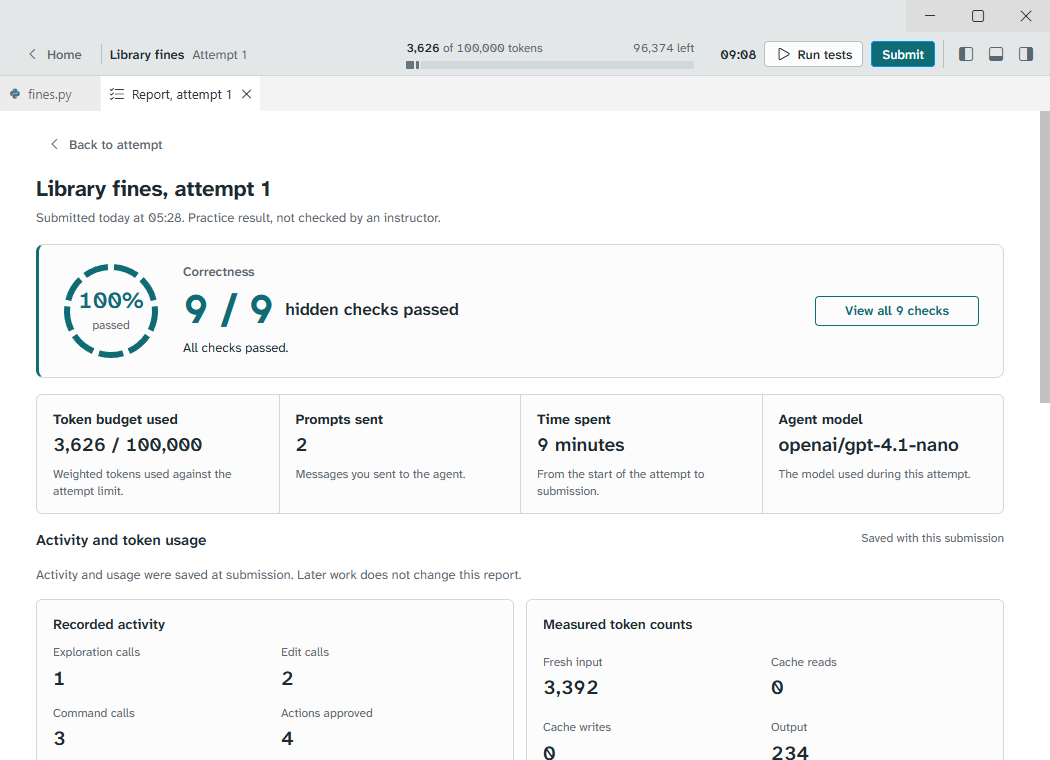 Home
Library fines Attempt 1
3,626 of 100,000 tokens
96,374 left
09:08
Run tests
Submit
fines.py
Report, attempt 1
Back to attempt
Library fines, attempt 1
Submitted today at 05:28. Practice result, not checked by an instructor.
100%
passed
Correctness
9 / 9 hidden checks passed
All checks passed.
View all 9 checks
Token budget used
3,626 / 100,000
Weighted tokens used against the
attempt limit.
Prompts sent
2
Messages you sent to the agent.
Time spent
9 minutes
From the start of the attempt to
submission.
Agent model
openai/gpt-4.1-nano
The model used during this attempt.
Activity and token usage
Saved with this submission
Activity and usage were saved at submission. Later work does not change this report.
Recorded activity
Exploration calls
1
Edit calls
2
Command calls
3
Actions approved
4
Measured token counts
Fresh input
3,392
Cache reads
0
Cache writes
0
Output
234